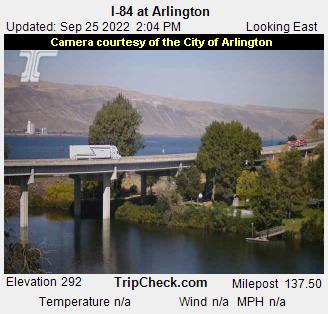 I-84 at Arlington
Updated: Sep 25 2022 2:04 PM Looking East
Camera courtesy of the City of Arlington
Elevation 292 TripCheck.com Milepost 137.50
Temperature n/a Wind n/a MPH n/a